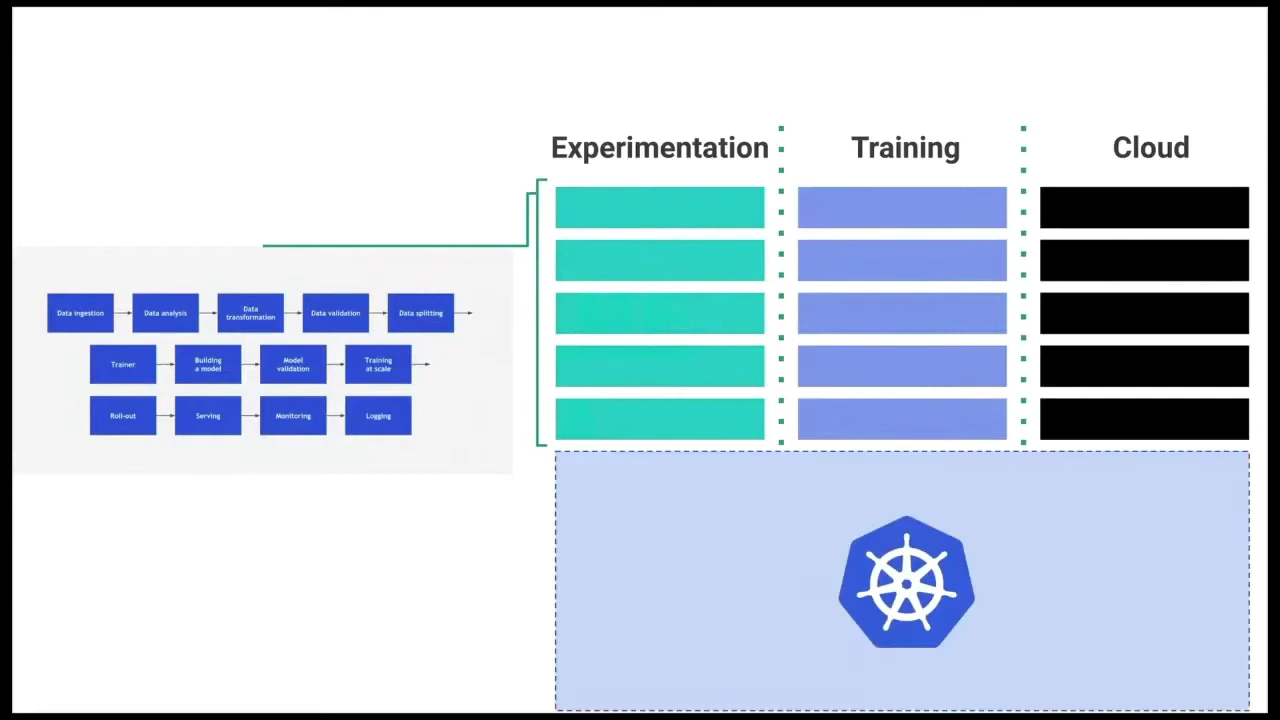 Experimentation
Training
Cloud
Data ingestion
Data analysis
Data
transformation
Data validation
Data splitting
Trainer
Building
a model
Model
validation
Training
at scale
Roll-out
Serving
Monitoring
Logging